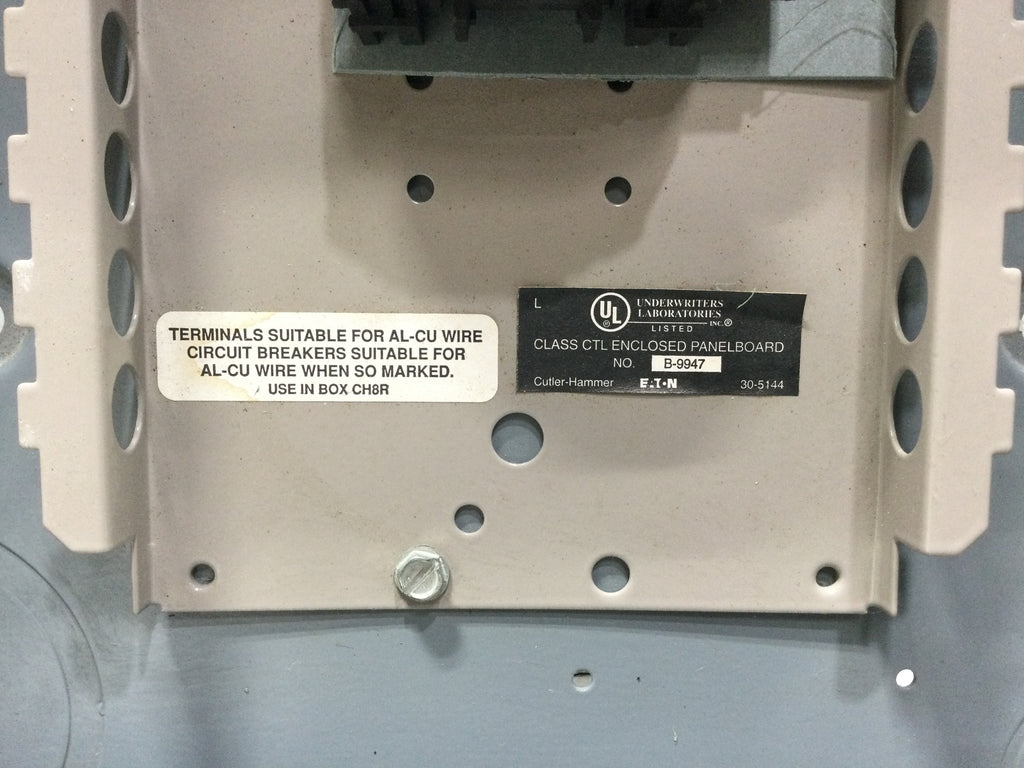 TERMINALS SUITABLE FOR AL-CU WIRE
CIRCUIT BREAKERS SUITABLE FOR
AL-CU WIRE WHEN SO MARKED.
USE IN BOX CH8R
L
UL
UNDERWRITERS
LABORATORIES
INC.®
LISTED
CLASS CTL ENCLOSED PANELBOARD
NO. B-9947
Cutler-Hammer EATON 30-5144